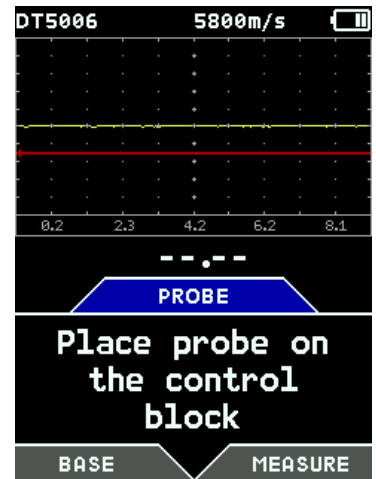 DT5006 5800m/s
0.2 2.3 4.2 6.2 8.1
--.--
PROBE
Place probe on
the control
block
BASE MEASURE